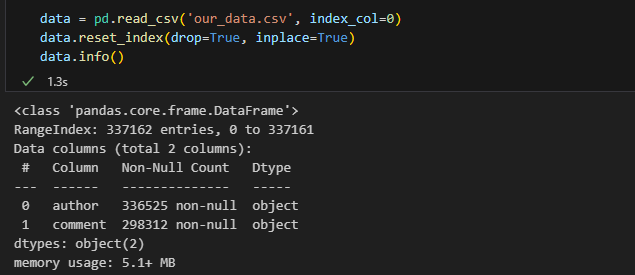 data = pd.read_csv('our_data.csv', index_col=0)
data.reset_index(drop=True, inplace=True)
data.info()
1.3s
<class 'pandas.core.frame.DataFrame'>
RangeIndex: 337162 entries, 0 to 337161
Data columns (total 2 columns):
 #   Column   Non-Null Count   Dtype
---  ------   --------------   -----
 0   author   336525 non-null  object
 1   comment  298312 non-null  object
dtypes: object(2)
memory usage: 5.1+ MB